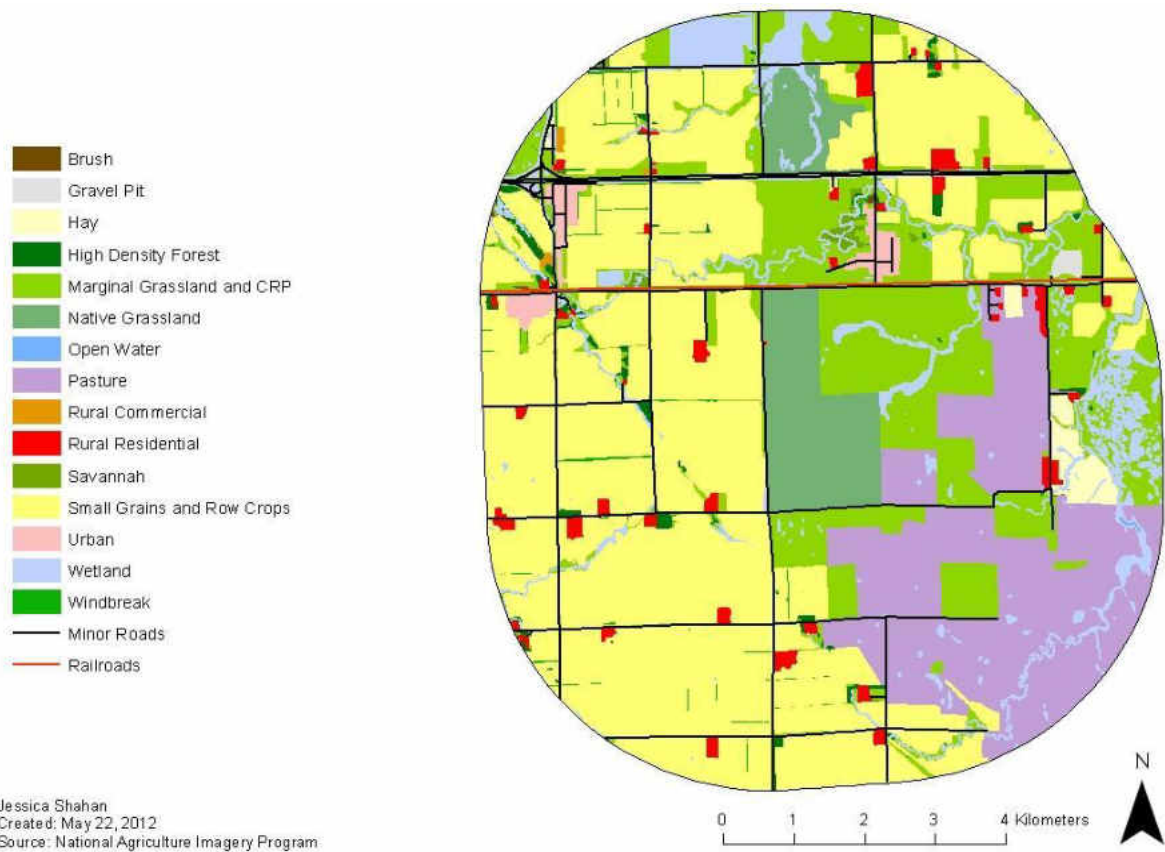 Brush
Gravel Pit
Hay
High Density Forest
Marginal Grassland and CRP
Native Grassland
Open Water
Pasture
Rural Commercial
Rural Residential
Savannah
Small Grains and Row Crops
Urban
Wetland
Windbreak
Minor Roads
Railroads
Jessica Shahan
Created: May 22, 2012
Source: National Agriculture Imagery Program
0 1 2 3 4 Kilometers
N